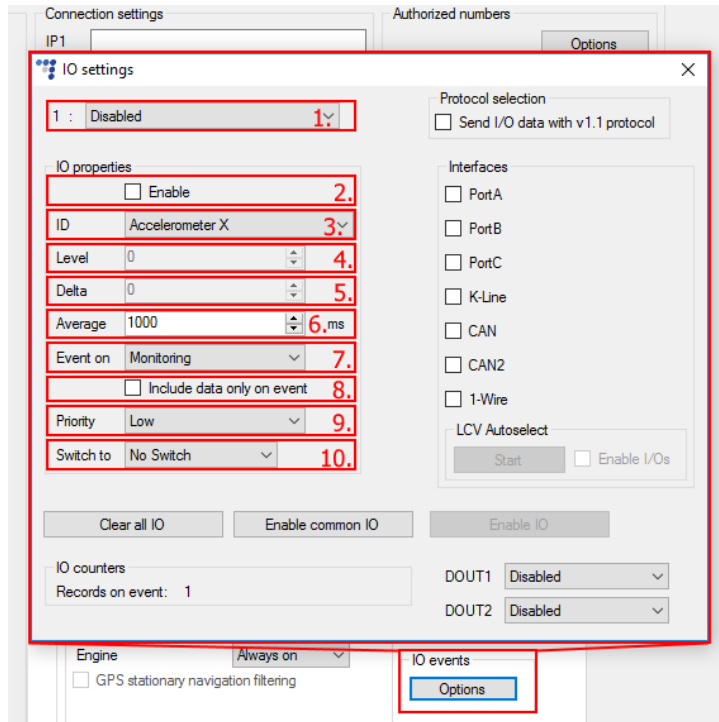 Connection settings
Authorized numbers
IP1
Options
IO settings
1 : Disabled 1.
Protocol selection
Send I/O data with v1.1 protocol
IO properties
Enable 2.
ID Accelerometer X 3.
Level 0 4.
Delta 0 5.
Average 1000 6. ms
Event on Monitoring 7.
Include data only on event 8.
Priority Low 9.
Switch to No Switch 10.
Interfaces
PortA
PortB
PortC
K-Line
CAN
CAN2
1-Wire
LCV Autoselect
Start Enable I/Os
Clear all IO Enable common IO Enable IO
IO counters
Records on event: 1
DOUT1 Disabled
DOUT2 Disabled
Engine Always on
GPS stationary navigation filtering
IO events
Options